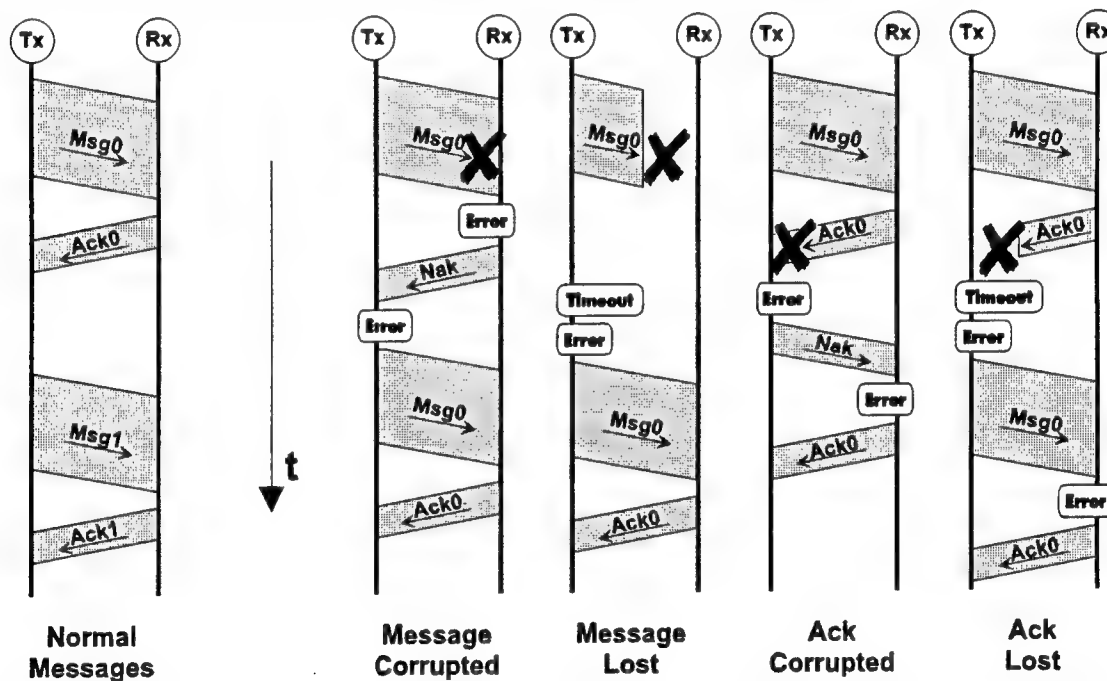 Tx Rx
Msg0
Ack0
Msg1
Ack1
Normal
Messages
t
Tx Rx
Msg0
Error
Nak
Error
Msg0
Ack0
Message
Corrupted
Tx Rx
Msg0
Timeout
Error
Msg0
Ack0
Message
Lost
Tx Rx
Msg0
Ack0
Error
Nak
Error
Ack0
Ack
Corrupted
Tx Rx
Msg0
Ack0
Timeout
Error
Msg0
Error
Ack0
Ack
Lost